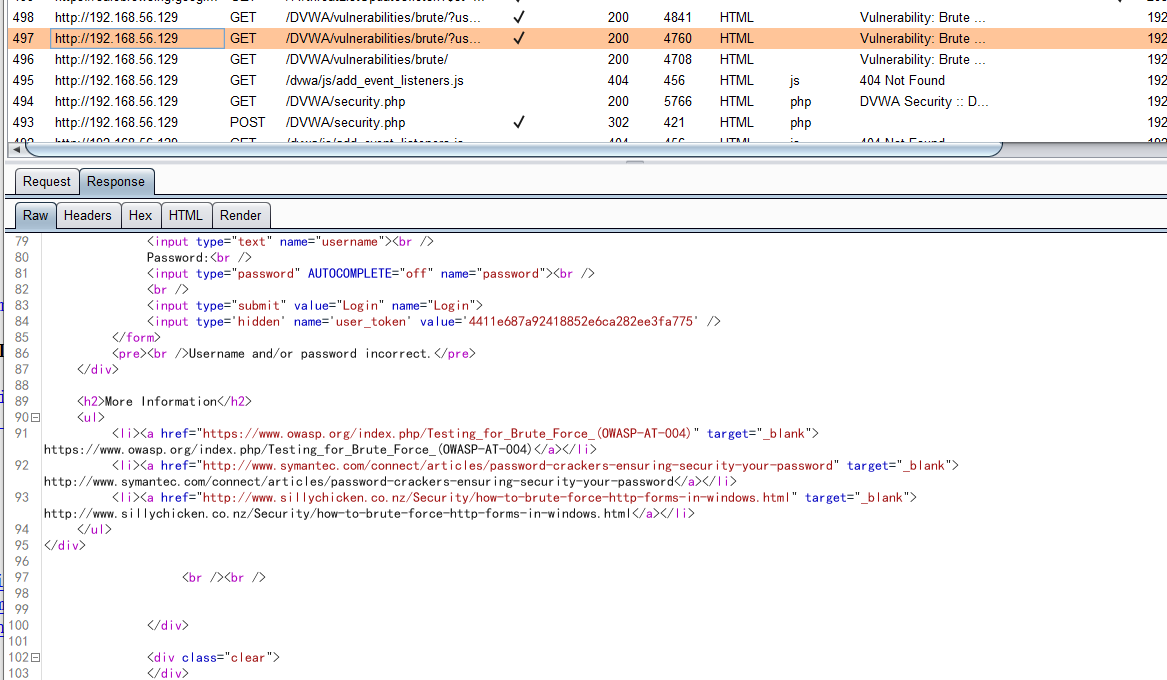 498 http://192.168.56.129 GET /DVWA/vulnerabilities/brute/?us... ✓ 200 4841 HTML Vulnerability: Brute ... 192
497 http://192.168.56.129 GET /DVWA/vulnerabilities/brute/?us... ✓ 200 4760 HTML Vulnerability: Brute ... 192
496 http://192.168.56.129 GET /DVWA/vulnerabilities/brute/ 200 4708 HTML Vulnerability: Brute ... 192
495 http://192.168.56.129 GET /dvwa/js/add_event_listeners.js 404 456 HTML js 404 Not Found 192
494 http://192.168.56.129 GET /DVWA/security.php 200 5766 HTML php DVWA Security :: D... 192
493 http://192.168.56.129 POST /DVWA/security.php ✓ 302 421 HTML php 192
Request Response
Raw Headers Hex HTML Render
79 <input type="text" name="username"><br />
80 Password:<br />
81 <input type="password" AUTOCOMPLETE="off" name="password"><br />
82 <br />
83 <input type="submit" value="Login" name="Login">
84 <input type='hidden' name='user_token' value='4411e687a92418852e6ca282ee3fa775' />
85 </form>
86 <pre><br />Username and/or password incorrect.</pre>
87 </div>
88
89 <h2>More Information</h2>
90 <ul>
91 <li><a href="https://www.owasp.org/index.php/Testing_for_Brute_Force_(OWASP-AT-004)" target="_blank">
https://www.owasp.org/index.php/Testing_for_Brute_Force_(OWASP-AT-004)</a></li>
92 <li><a href="http://www.symantec.com/connect/articles/password-crackers-ensuring-security-your-password" target="_blank">
http://www.symantec.com/connect/articles/password-crackers-ensuring-security-your-password</a></li>
93 <li><a href="http://www.sillychicken.co.nz/Security/how-to-brute-force-http-forms-in-windows.html" target="_blank">
http://www.sillychicken.co.nz/Security/how-to-brute-force-http-forms-in-windows.html</a></li>
94 </ul>
95 </div>
96
97 <br /><br />
98
99
100 </div>
101
102 <div class="clear">
103 </div>